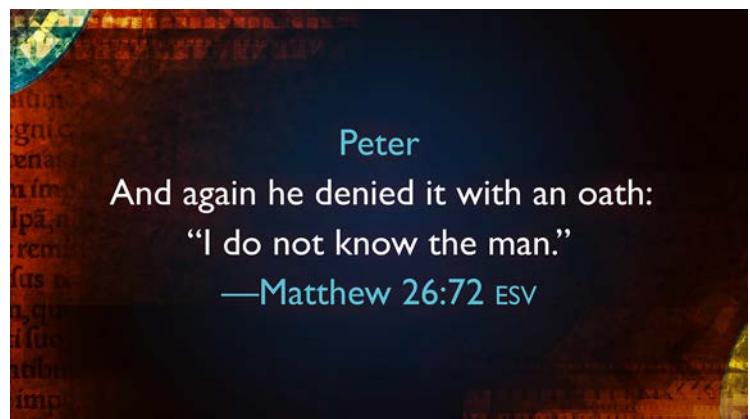 Peter
And again he denied it with an oath:
“I do not know the man.”
—Matthew 26:72 ESV